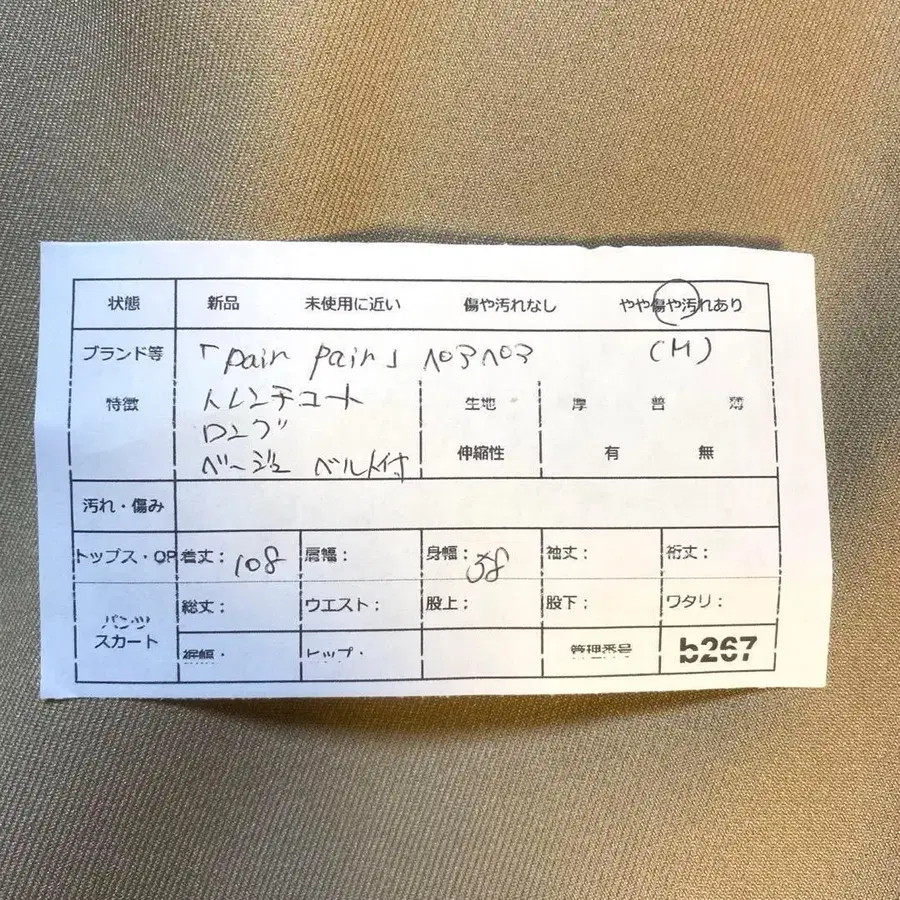 状態 新品 未使用に近い 傷や汚れなし やや傷や汚れあり
ブランド等 「pair pair」 ペアペア (M)
特徴 トレンチコート 生地 厚 普 薄
ロング
ベージュ ベルト付 伸縮性 有 無
汚れ・傷み
トップス・OP 着丈: 108 肩幅: 身幅: 58 袖丈: 裄丈:
パンツ スカート 総丈: ウエスト: 股上; 股下: ワタリ:
裾幅・ ヒップ・ 管理番号 b267